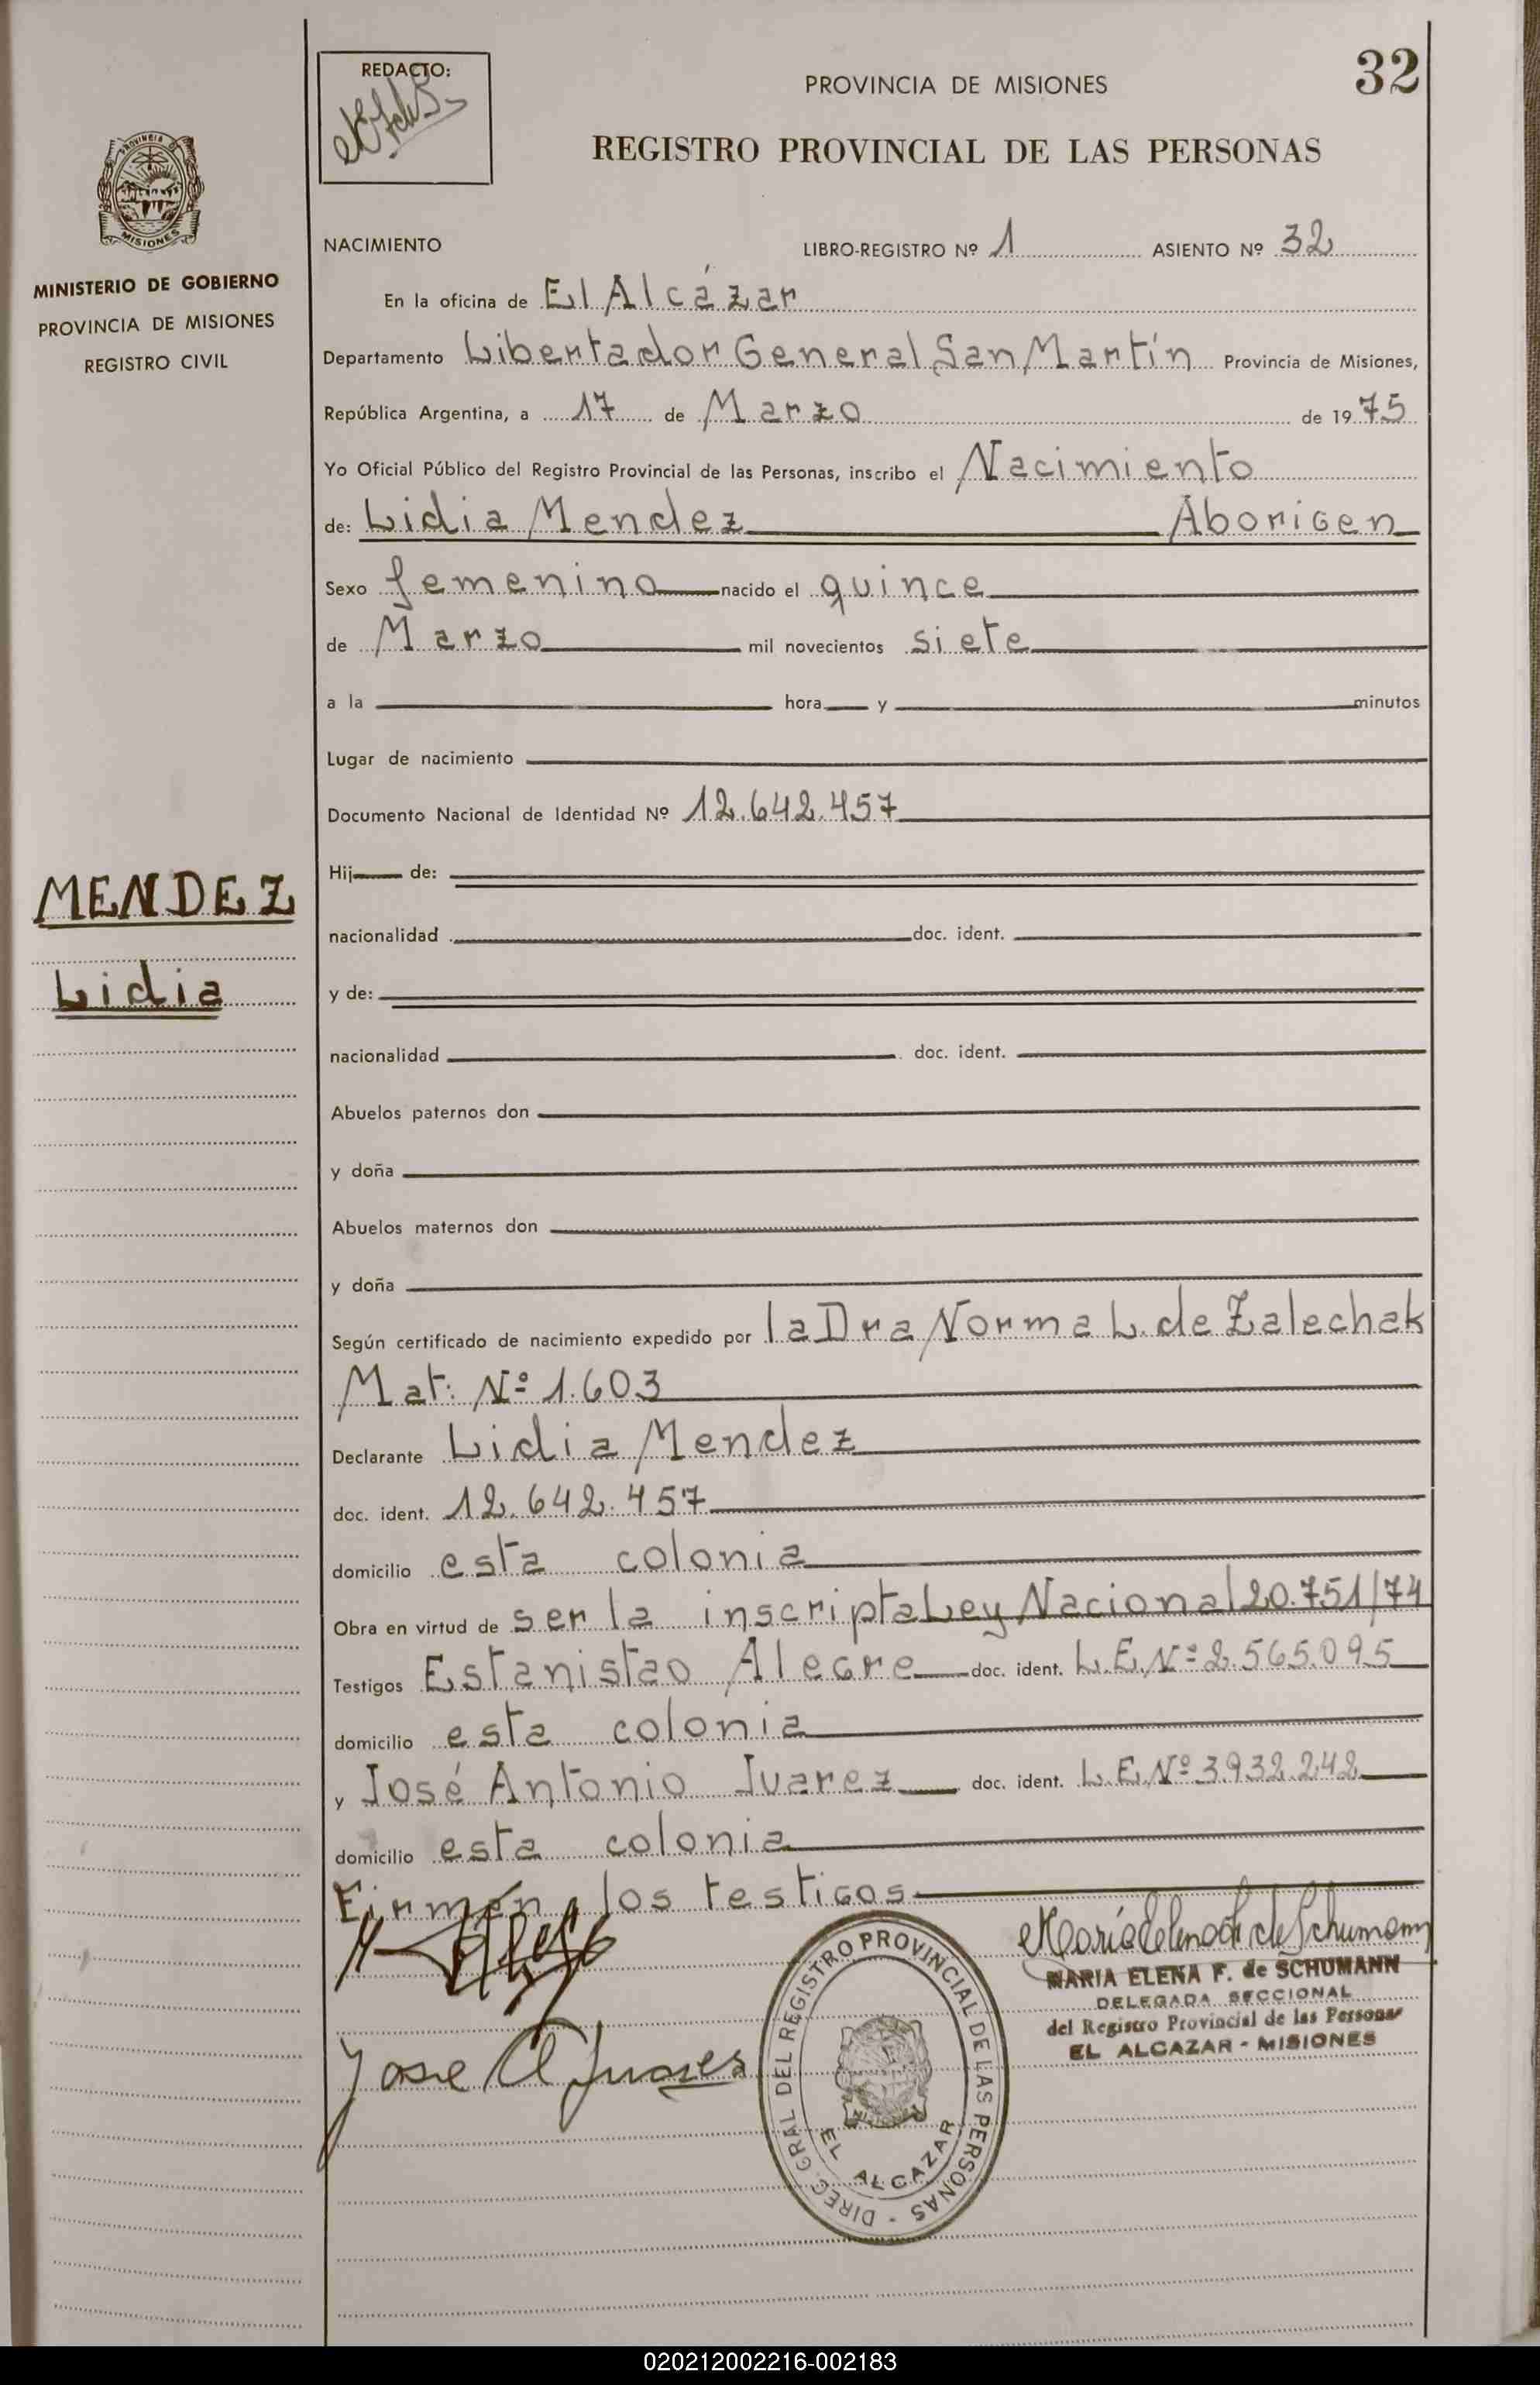 32
REDACTO:
PROVINCIA DE MISIONES
REGISTRO PROVINCIAL DE LAS PERSONAS
PROVINCIA DE
MISIONES
MINISTERIO DE GOBIERNO
PROVINCIA DE MISIONES
REGISTRO CIVIL
NACIMIENTO LIBRO-REGISTRO Nº 1 ASIENTO Nº 32
En la oficina de El Alcázar
Departamento Libertador General San Martín Provincia de Misiones,
República Argentina, a 17 de Marzo de 1975
Yo Oficial Público del Registro Provincial de las Personas, inscribo el Nacimiento
de: Lidia Mendez Aborigen
Sexo femenino nacido el quince
de Marzo mil novecientos siete
a la hora y minutos
Lugar de nacimiento
Documento Nacional de Identidad Nº 12.642.457
MENDEZ
Lidia
Hij de:
nacionalidad doc. ident.
y de:
nacionalidad doc. ident.
Abuelos paternos don
y doña
Abuelos maternos don
y doña
Según certificado de nacimiento expedido por la Dra Norma L. de Zalechak
Mat: Nº 1.603
Declarante Lidia Mendez
doc. ident. 12.642.457
domicilio esta colonia
Obra en virtud de ser la inscripta Ley Nacional 20.751/74
Testigos Estanislao Alegre doc. ident. L.E.Nº 2.565.095
domicilio esta colonia
y José Antonio Juarez doc. ident. L.E.Nº 3.932.242
domicilio esta colonia
Firman los testigos
Maria Elena F. de Schumann
MARIA ELENA F. de SCHUMANN
DELEGADA SECCIONAL
del Registro Provincial de las Personas
EL ALCAZAR - MISIONES
Jose A Juarez
DIREC. GRAL DEL REGISTRO PROVINCIAL DE LAS PERSONAS -
EL ALCAZAR
020212002216-002183